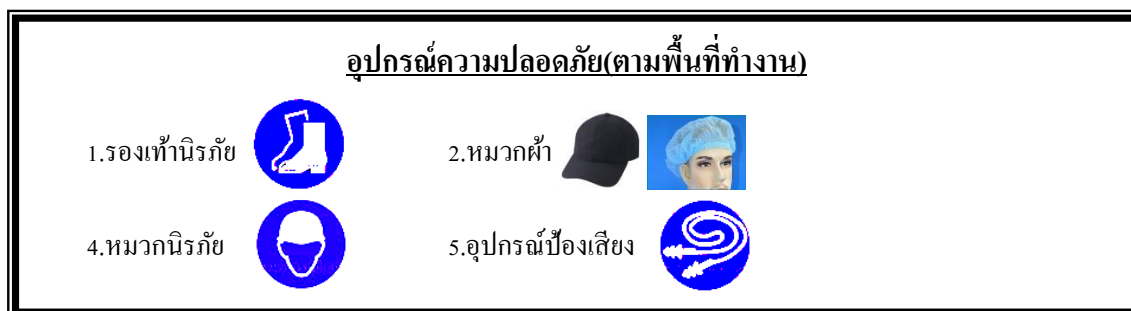 อุปกรณ์ความปลอดภัย(ตามพื้นที่ทำงาน)
1.รองเท้านิรภัย 2.หมวกผ้า
4.หมวกนิรภัย 5.อุปกรณ์ป้องเสียง